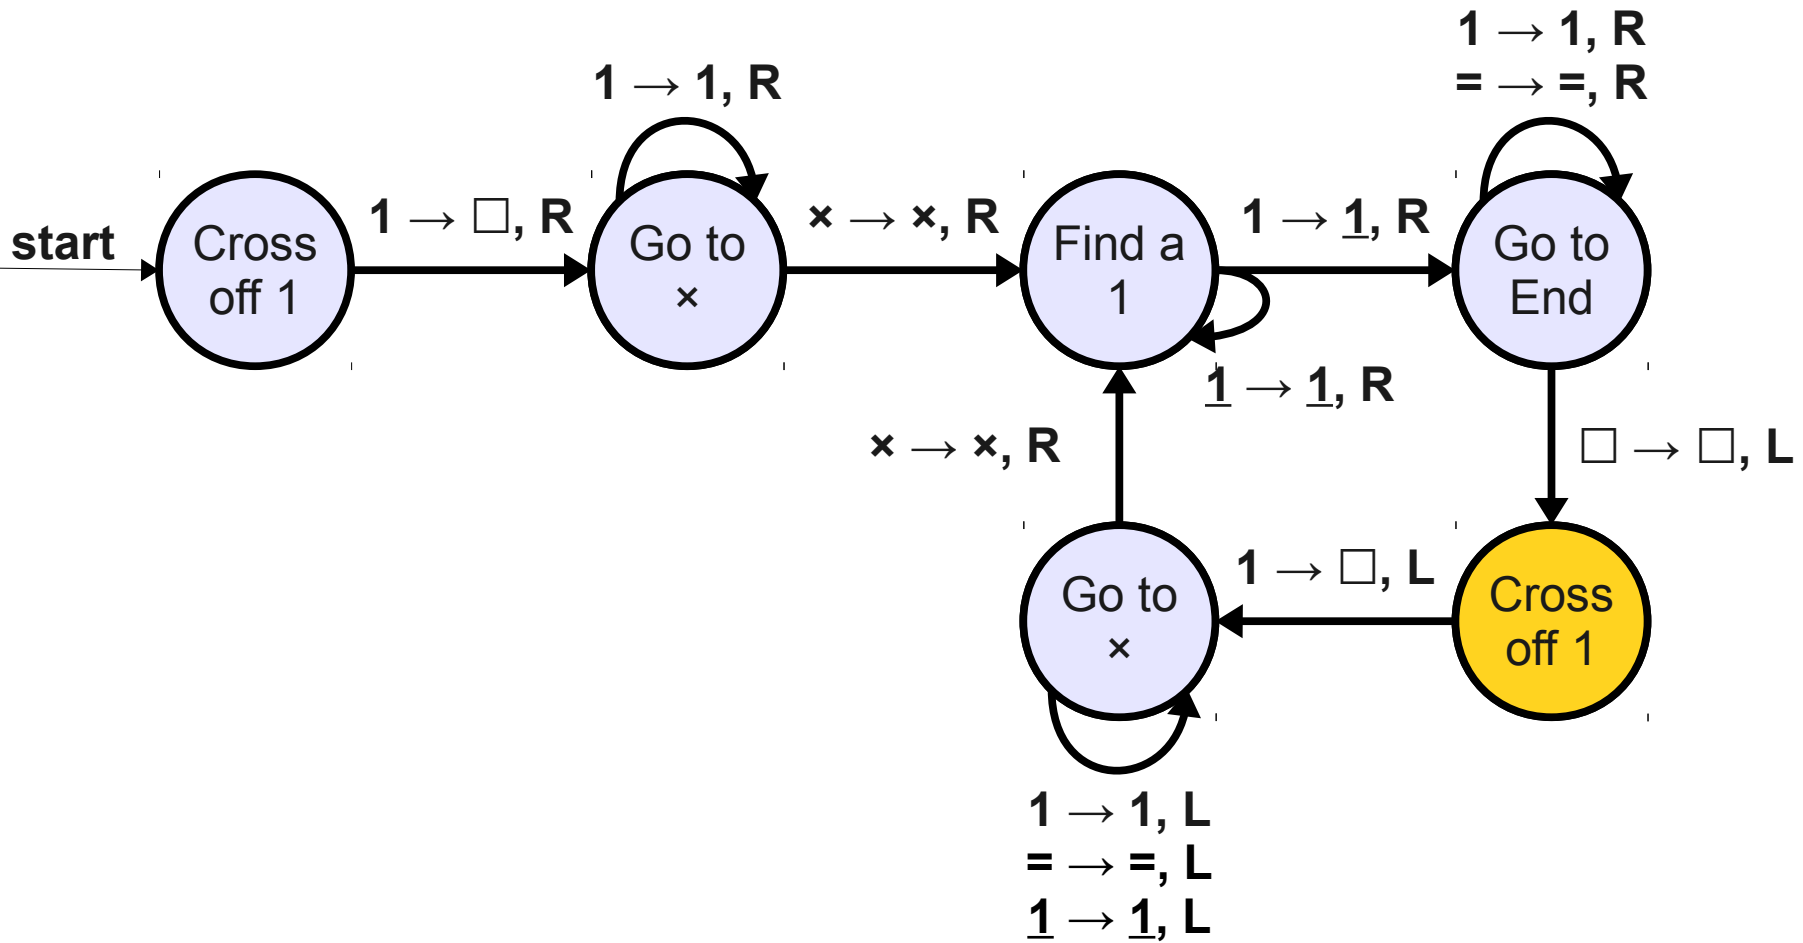 start
Cross
off 1
1 → □, R
1 → 1, R
Go to
×
× → ×, R
Find a
1
1 → 1̲, R
1̲ → 1̲, R
1 → 1, R
= → =, R
Go to
End
□ → □, L
Cross
off 1
1 → □, L
Go to
×
× → ×, R
1 → 1, L
= → =, L
1̲ → 1̲, L